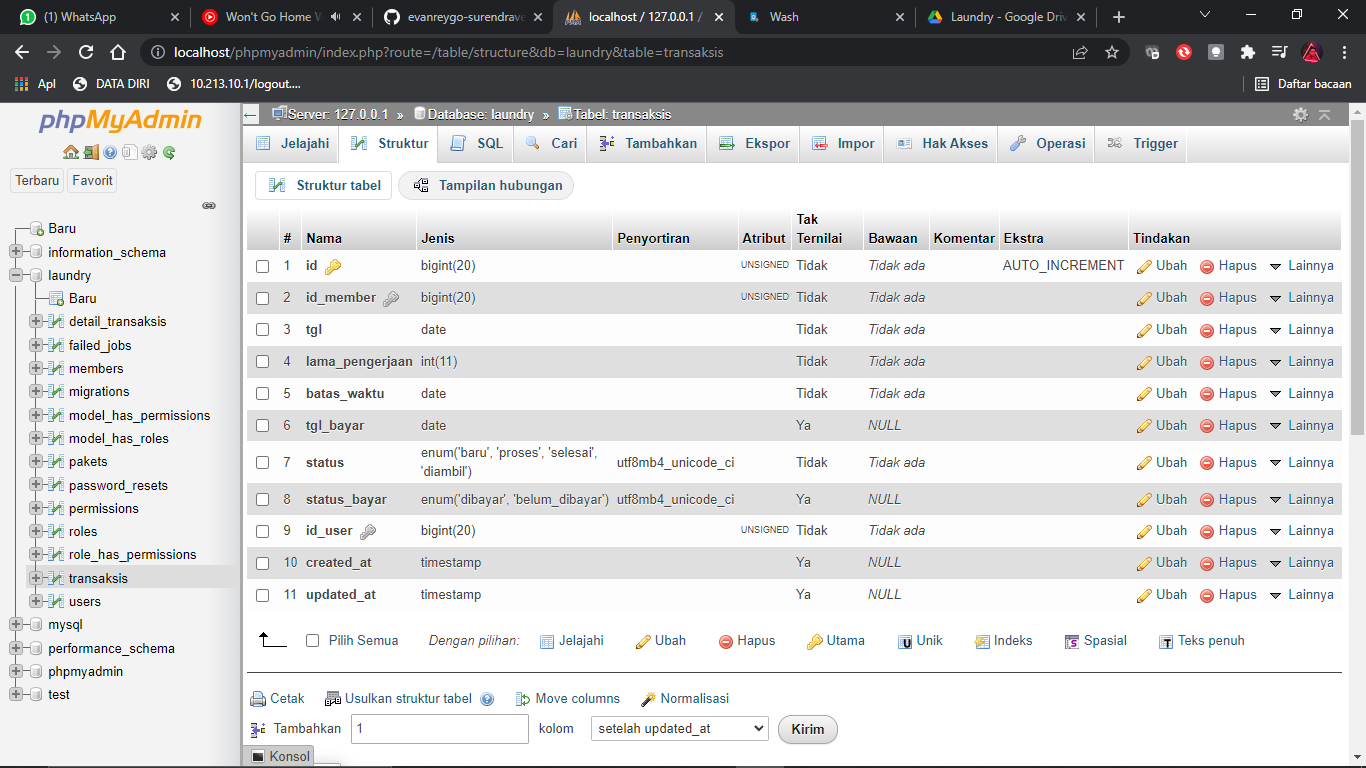 (1) WhatsApp
Won't Go Home W
evanreygo-surendrave
localhost / 127.0.0.1 /
Wash
Laundry - Google Driv
localhost/phpmyadmin/index.php?route=/table/structure&db=laundry&table=transaksis
Apl
DATA DIRI
10.213.10.1/logout....
Daftar bacaan
phpMyAdmin
Terbaru
Favorit
Baru
information_schema
laundry
Baru
detail_transaksis
failed_jobs
members
migrations
model_has_permissions
model_has_roles
pakets
password_resets
permissions
roles
role_has_permissions
transaksis
users
mysql
performance_schema
phpmyadmin
test
Server: 127.0.0.1 » Database: laundry » Tabel: transaksis
Jelajahi Struktur SQL Cari Tambahkan Ekspor Impor Hak Akses Operasi Trigger
Struktur tabel Tampilan hubungan
# Nama Jenis Penyortiran Atribut Tak Ternilai Bawaan Komentar Ekstra Tindakan
1 id bigint(20) UNSIGNED Tidak Tidak ada AUTO_INCREMENT Ubah Hapus Lainnya
2 id_member bigint(20) UNSIGNED Tidak Tidak ada Ubah Hapus Lainnya
3 tgl date Tidak Tidak ada Ubah Hapus Lainnya
4 lama_pengerjaan int(11) Tidak Tidak ada Ubah Hapus Lainnya
5 batas_waktu date Tidak Tidak ada Ubah Hapus Lainnya
6 tgl_bayar date Ya NULL Ubah Hapus Lainnya
7 status enum('baru', 'proses', 'selesai', 'diambil') utf8mb4_unicode_ci Tidak Tidak ada Ubah Hapus Lainnya
8 status_bayar enum('dibayar', 'belum_dibayar') utf8mb4_unicode_ci Ya NULL Ubah Hapus Lainnya
9 id_user bigint(20) UNSIGNED Tidak Tidak ada Ubah Hapus Lainnya
10 created_at timestamp Ya NULL Ubah Hapus Lainnya
11 updated_at timestamp Ya NULL Ubah Hapus Lainnya
Pilih Semua Dengan pilihan: Jelajahi Ubah Hapus Utama Unik Indeks Spasial Teks penuh
Cetak Usulkan struktur tabel Move columns Normalisasi
Tambahkan 1 kolom setelah updated_at Kirim
Konsol